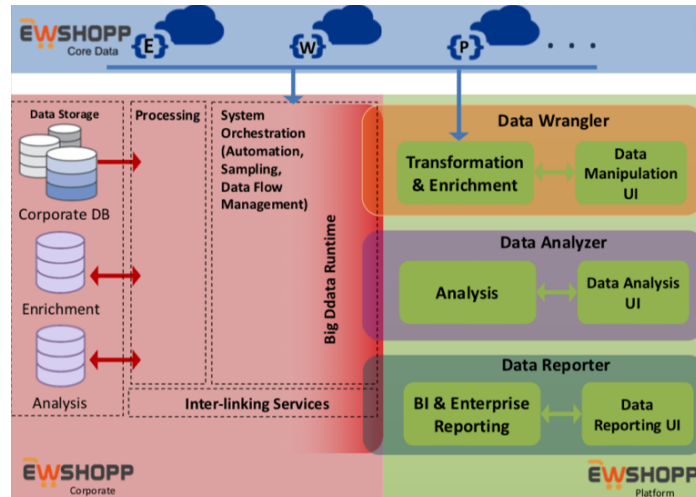 EWSHOPP
Core Data
{E}
{W}
{P}
. . .
Data Storage
Corporate DB
Enrichment
Analysis
Processing
System
Orchestration
(Automation,
Sampling,
Data Flow
Management)
Big Ddata Runtime
Inter-linking Services
Data Wrangler
Transformation
& Enrichment
Data
Manipulation
UI
Data Analyzer
Analysis
Data Analysis
UI
Data Reporter
BI & Enterprise
Reporting
Data
Reporting UI
EWSHOPP
Corporate
EWSHOPP
Platform